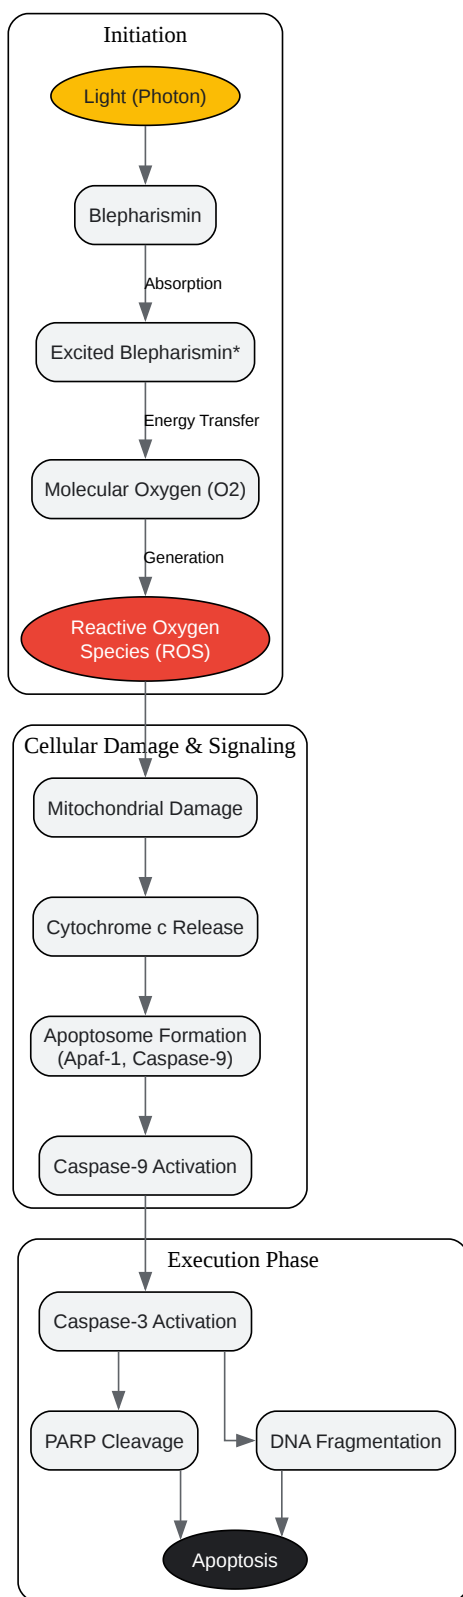 Initiation
Light (Photon)
Blepharismin
Absorption
Excited Blepharismin*
Energy Transfer
Molecular Oxygen (O2)
Generation
Reactive Oxygen
Species (ROS)
Cellular Damage & Signaling
Mitochondrial Damage
Cytochrome c Release
Apoptosome Formation
(Apaf-1, Caspase-9)
Caspase-9 Activation
Execution Phase
Caspase-3 Activation
PARP Cleavage
DNA Fragmentation
Apoptosis